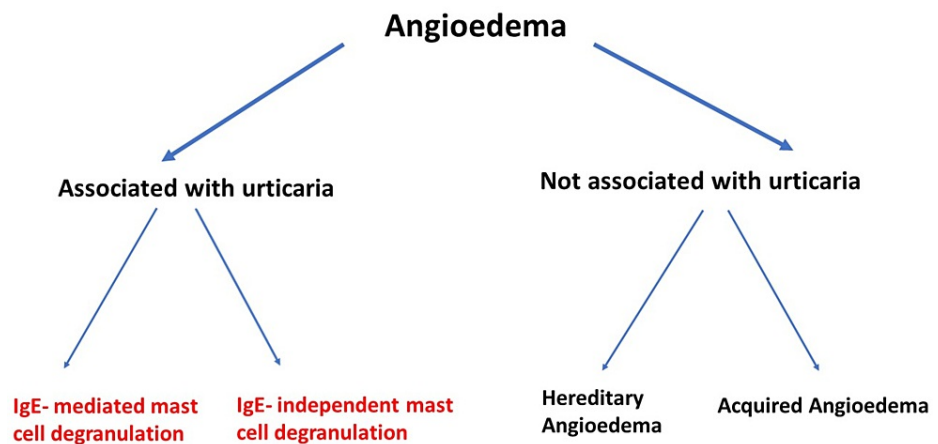 Angioedema
Associated with urticaria
Not associated with urticaria
IgE- mediated mast
cell degranulation
IgE- independent mast
cell degranulation
Hereditary
Angioedema
Acquired Angioedema